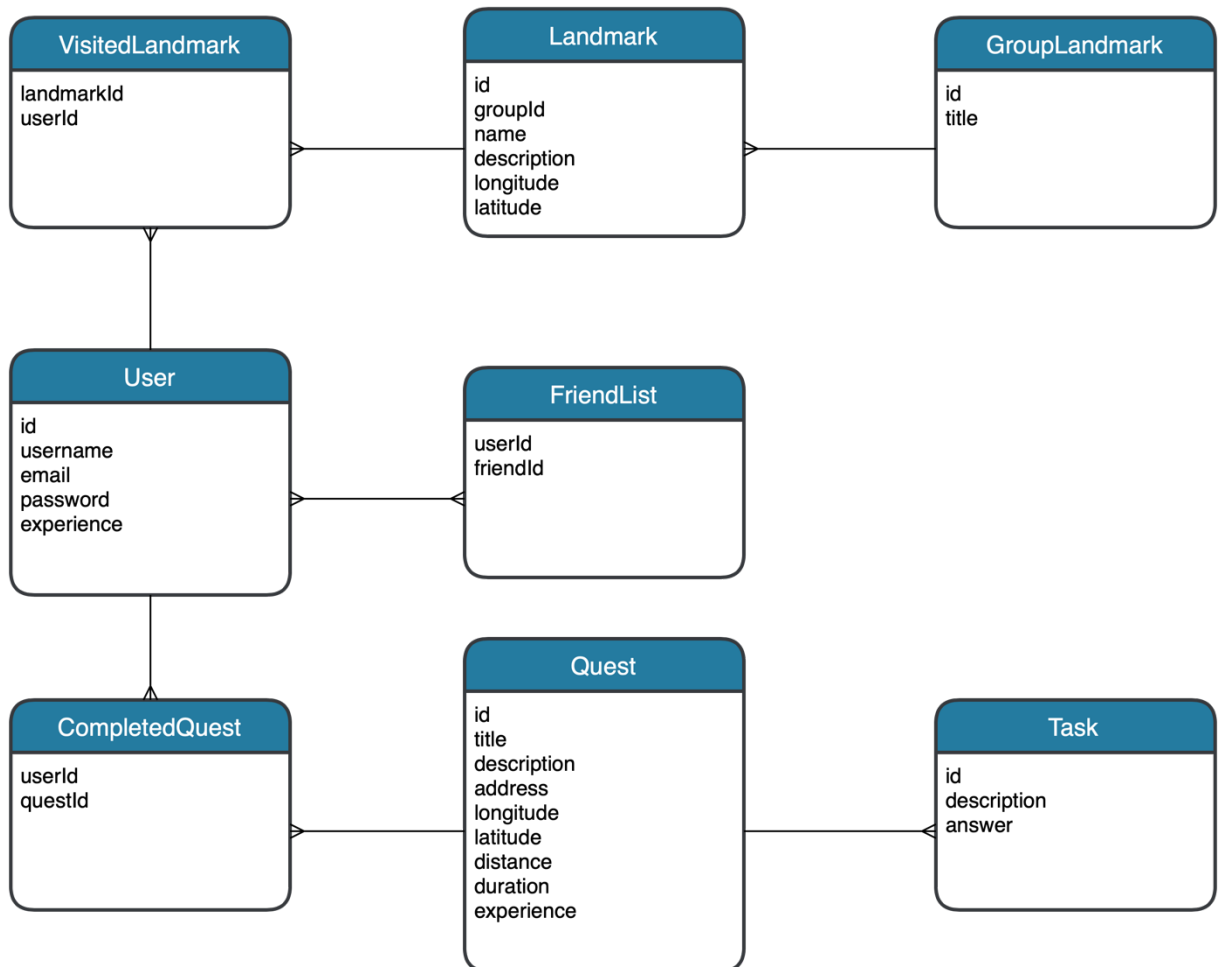 VisitedLandmark
landmarkId
userId
Landmark
id
groupId
name
description
longitude
latitude
GroupLandmark
id
title
User
id
username
email
password
experience
FriendList
userId
friendId
CompletedQuest
userId
questId
Quest
id
title
description
address
longitude
latitude
distance
duration
experience
Task
id
description
answer